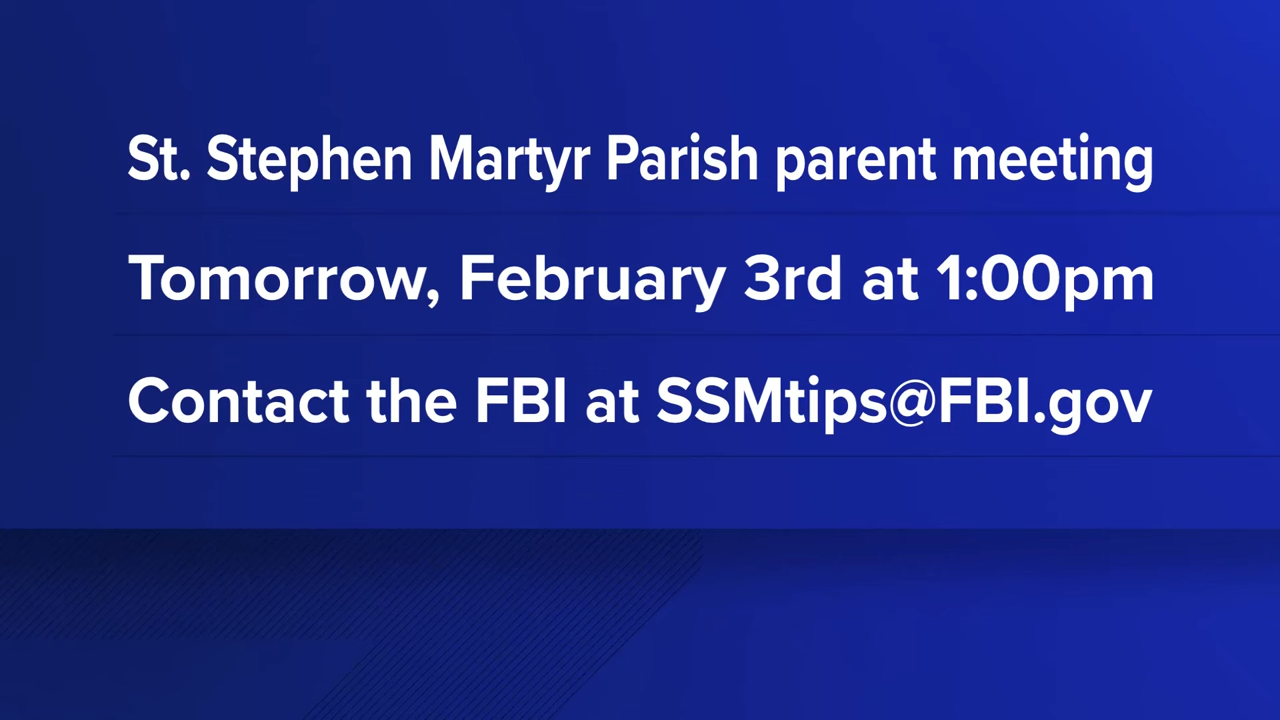 St. Stephen Martyr Parish parent meeting
Tomorrow, February 3rd at 1:00pm
Contact the FBI at SSMtips@FBI.gov